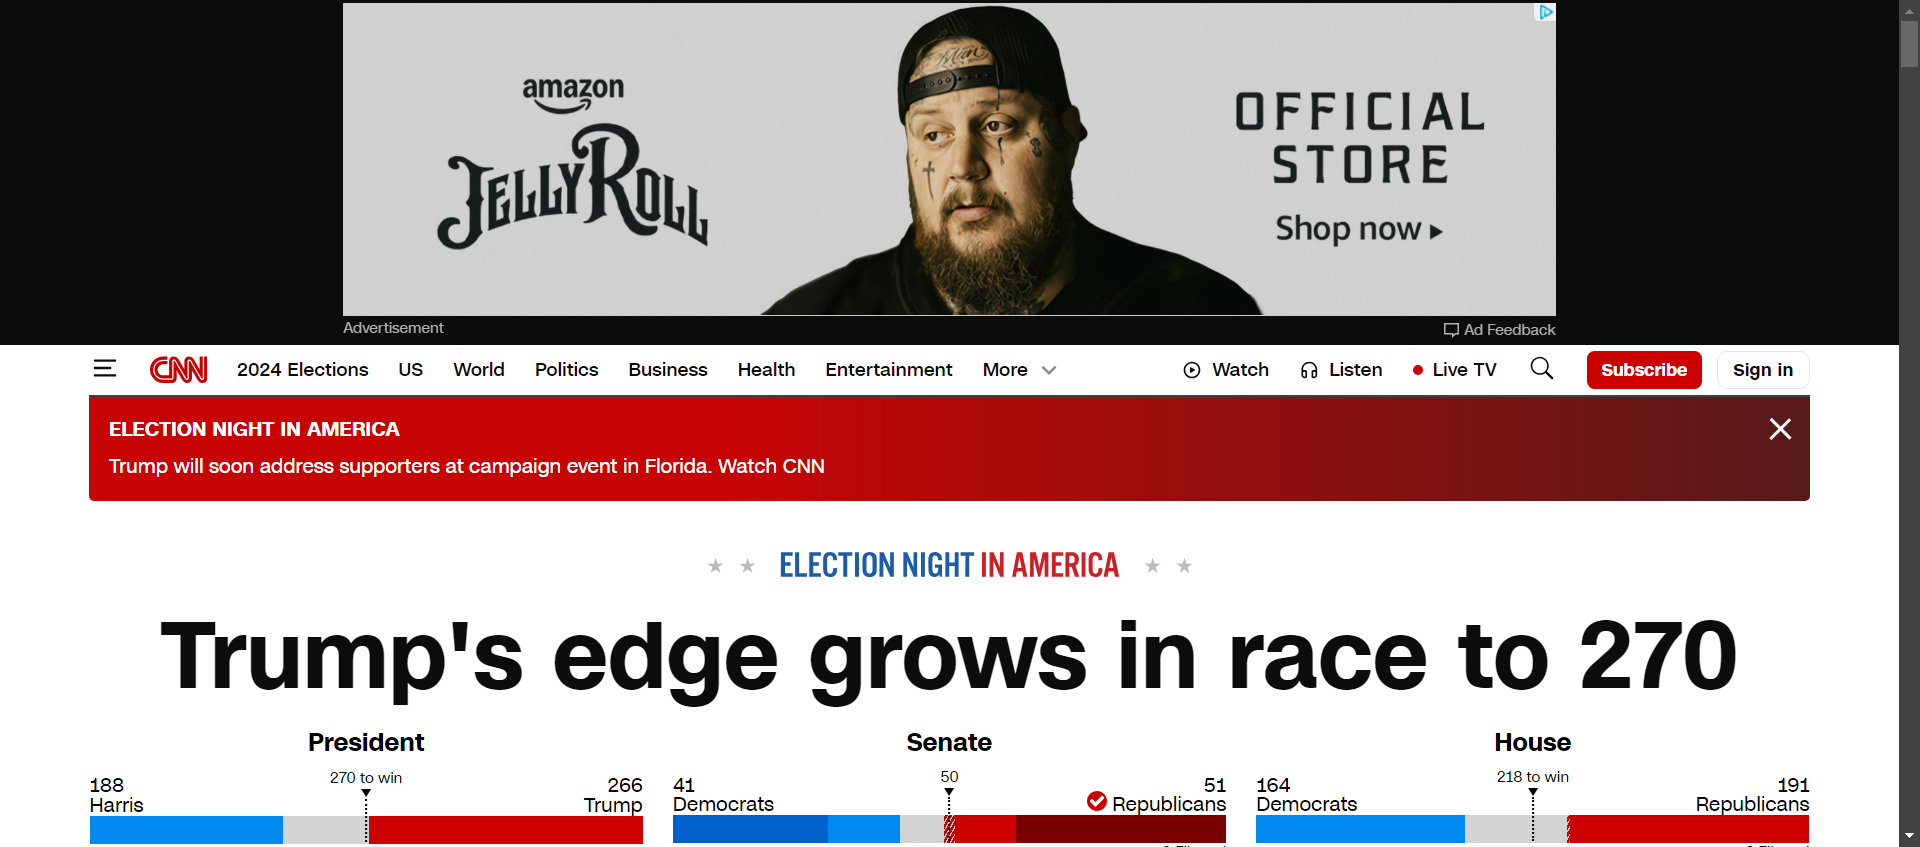 amazon
JELLY ROLL
OFFICIAL
STORE
Shop now
Advertisement
Ad Feedback
CNN 2024 Elections US World Politics Business Health Entertainment More Watch Listen Live TV Subscribe Sign in
ELECTION NIGHT IN AMERICA
Trump will soon address supporters at campaign event in Florida. Watch CNN
ELECTION NIGHT IN AMERICA
Trump's edge grows in race to 270
President
270 to win
188
Harris
266
Trump
Senate
50
41
Democrats
51
Republicans
House
218 to win
164
Democrats
191
Republicans